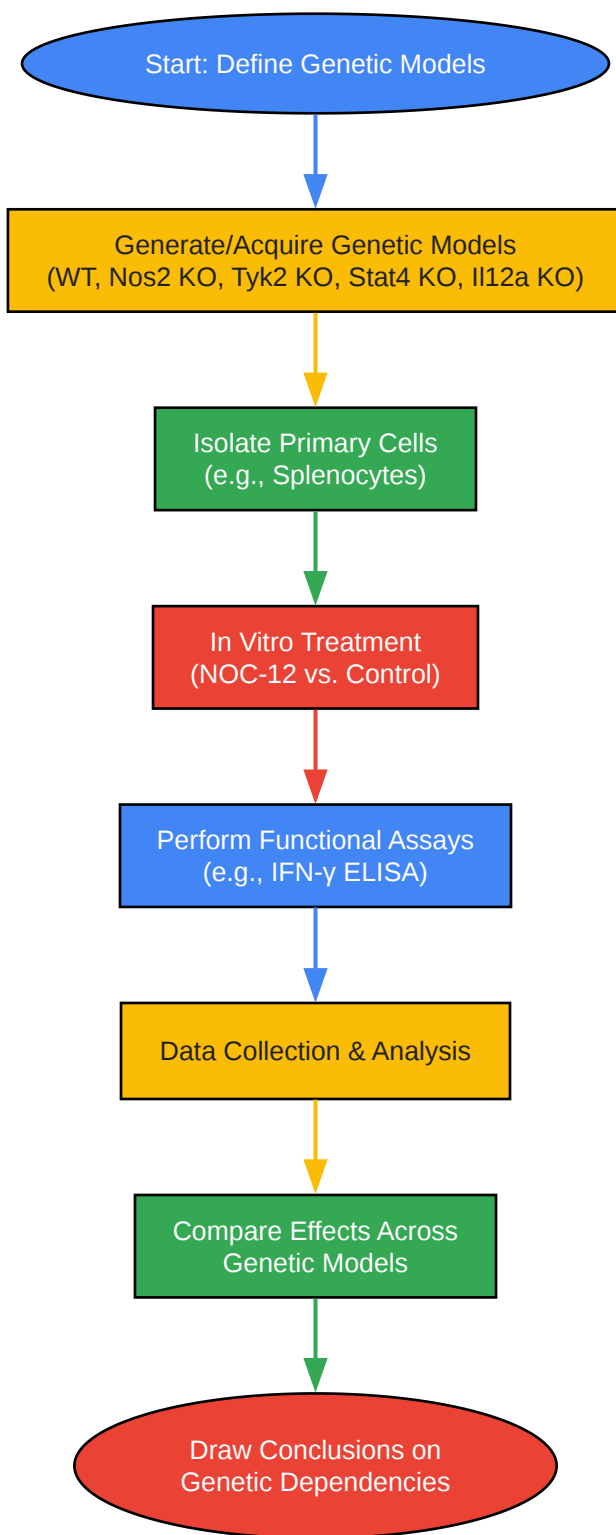 Start: Define Genetic Models
Generate/Acquire Genetic Models
(WT, Nos2 KO, Tyk2 KO, Stat4 KO, Il12a KO)
Isolate Primary Cells
(e.g., Splenocytes)
In Vitro Treatment
(NOC-12 vs. Control)
Perform Functional Assays
(e.g., IFN-γ ELISA)
Data Collection & Analysis
Compare Effects Across
Genetic Models
Draw Conclusions on
Genetic Dependencies